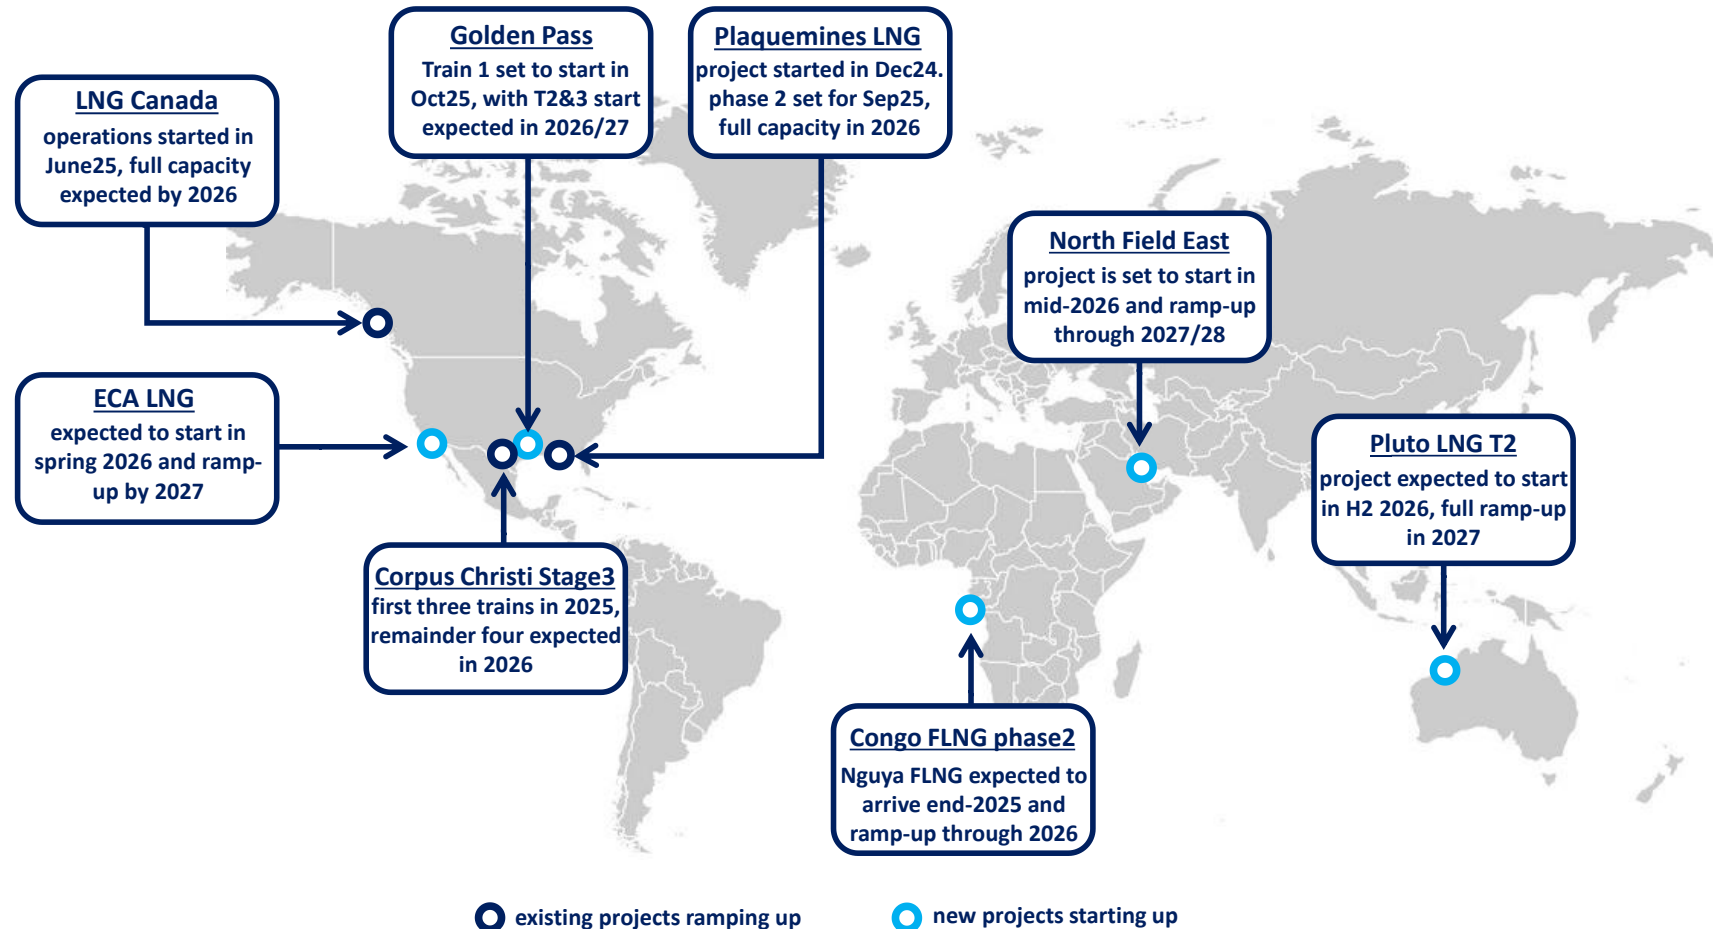 Golden Pass
Train 1 set to start in
Oct25, with T2&3 start
expected in 2026/27
Plaquemines LNG
project started in Dec24.
phase 2 set for Sep25,
full capacity in 2026
LNG Canada
operations started in
June25, full capacity
expected by 2026
North Field East
project is set to start in
mid-2026 and ramp-up
through 2027/28
ECA LNG
expected to start in
spring 2026 and ramp-
up by 2027
Pluto LNG T2
project expected to start
in H2 2026, full ramp-up
in 2027
Corpus Christi Stage3
first three trains in 2025,
remainder four expected
in 2026
Congo FLNG phase2
Nguya FLNG expected to
arrive end-2025 and
ramp-up through 2026
existing projects ramping up
new projects starting up